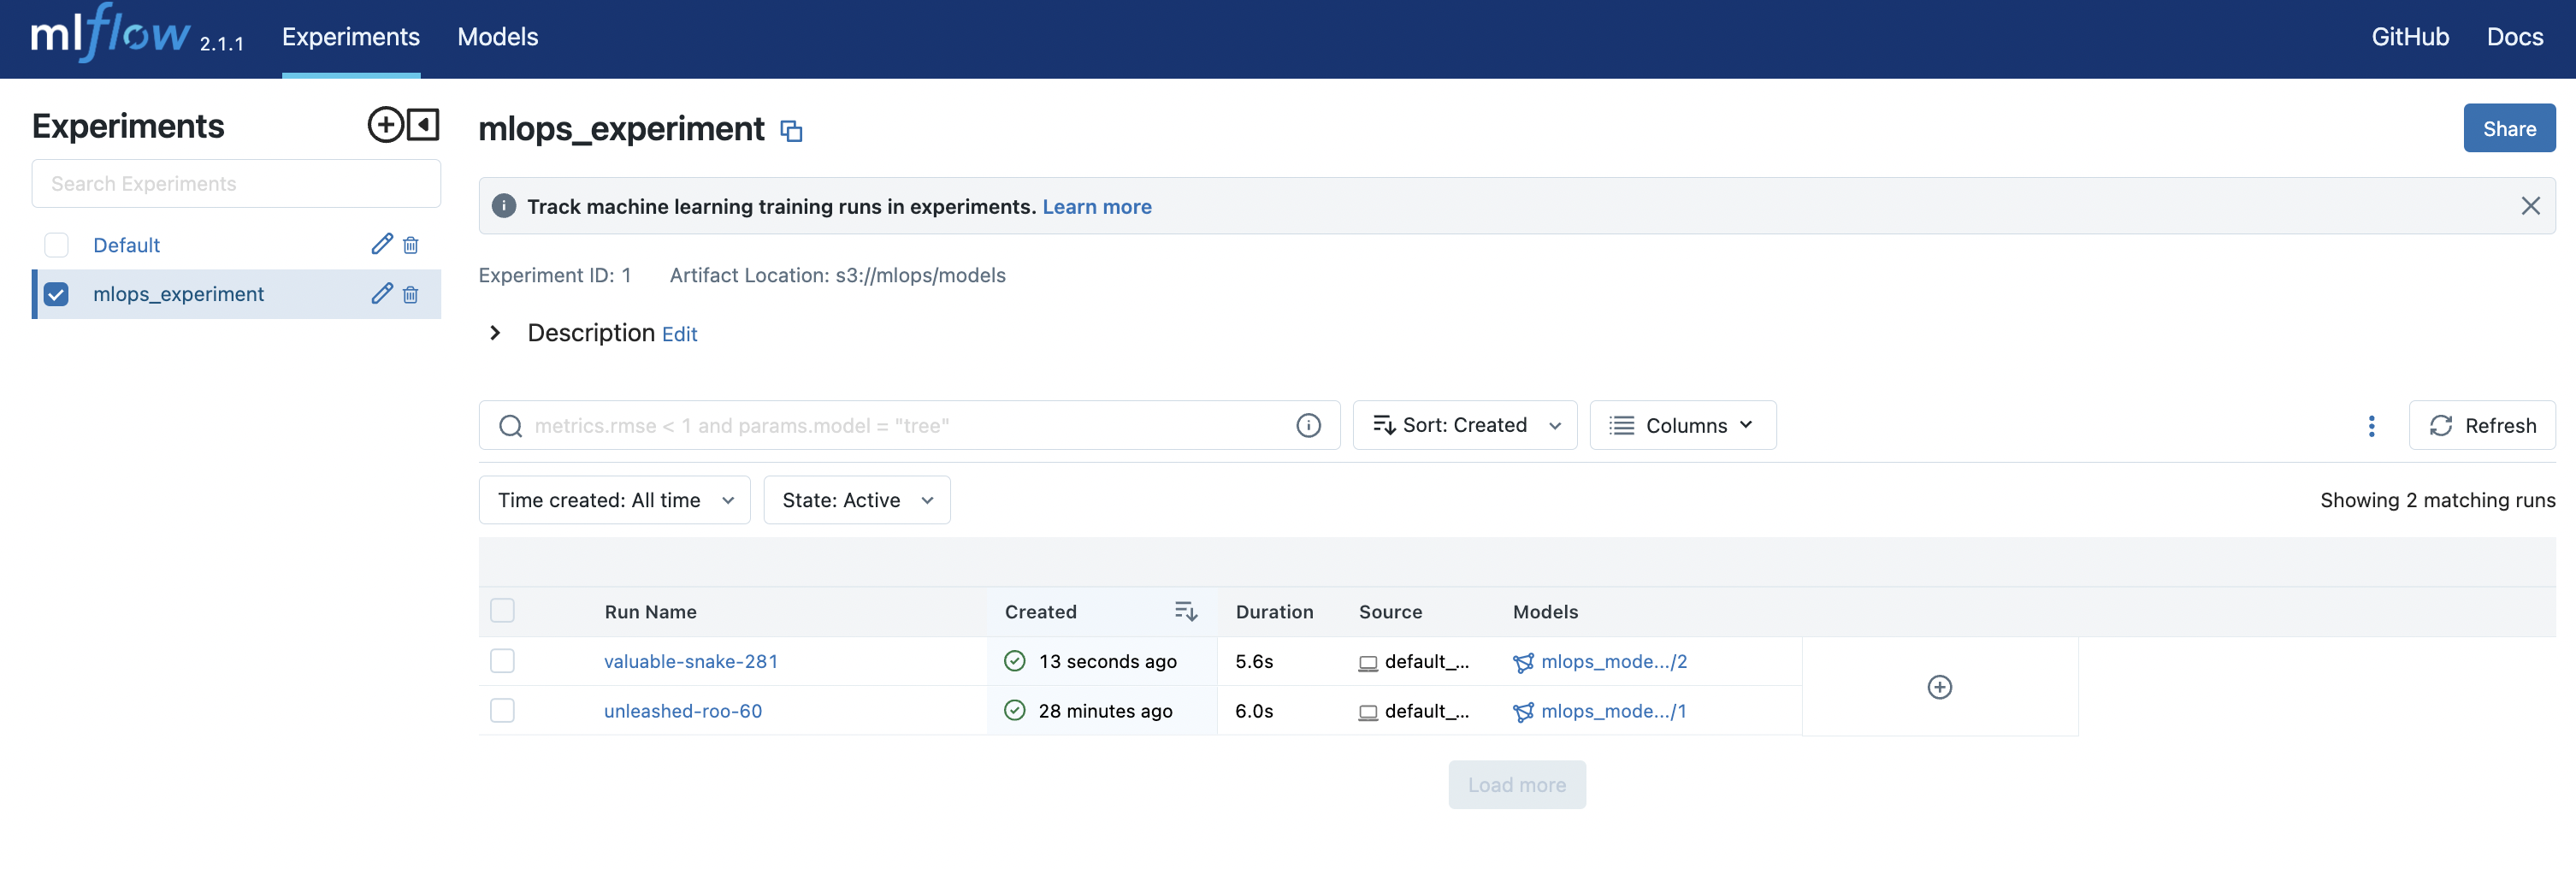 mlflow 2.1.1 Experiments Models GitHub Docs
Experiments
Search Experiments
Default
mlops_experiment
mlops_experiment
Share
Track machine learning training runs in experiments. Learn more
Experiment ID: 1 Artifact Location: s3://mlops/models
Description Edit
metrics.rmse < 1 and params.model = "tree"
Sort: Created
Columns
Refresh
Time created: All time
State: Active
Showing 2 matching runs
Run Name Created Duration Source Models
valuable-snake-281 13 seconds ago 5.6s default_... mlops_mode.../2
unleashed-roo-60 28 minutes ago 6.0s default_... mlops_mode.../1
Load more